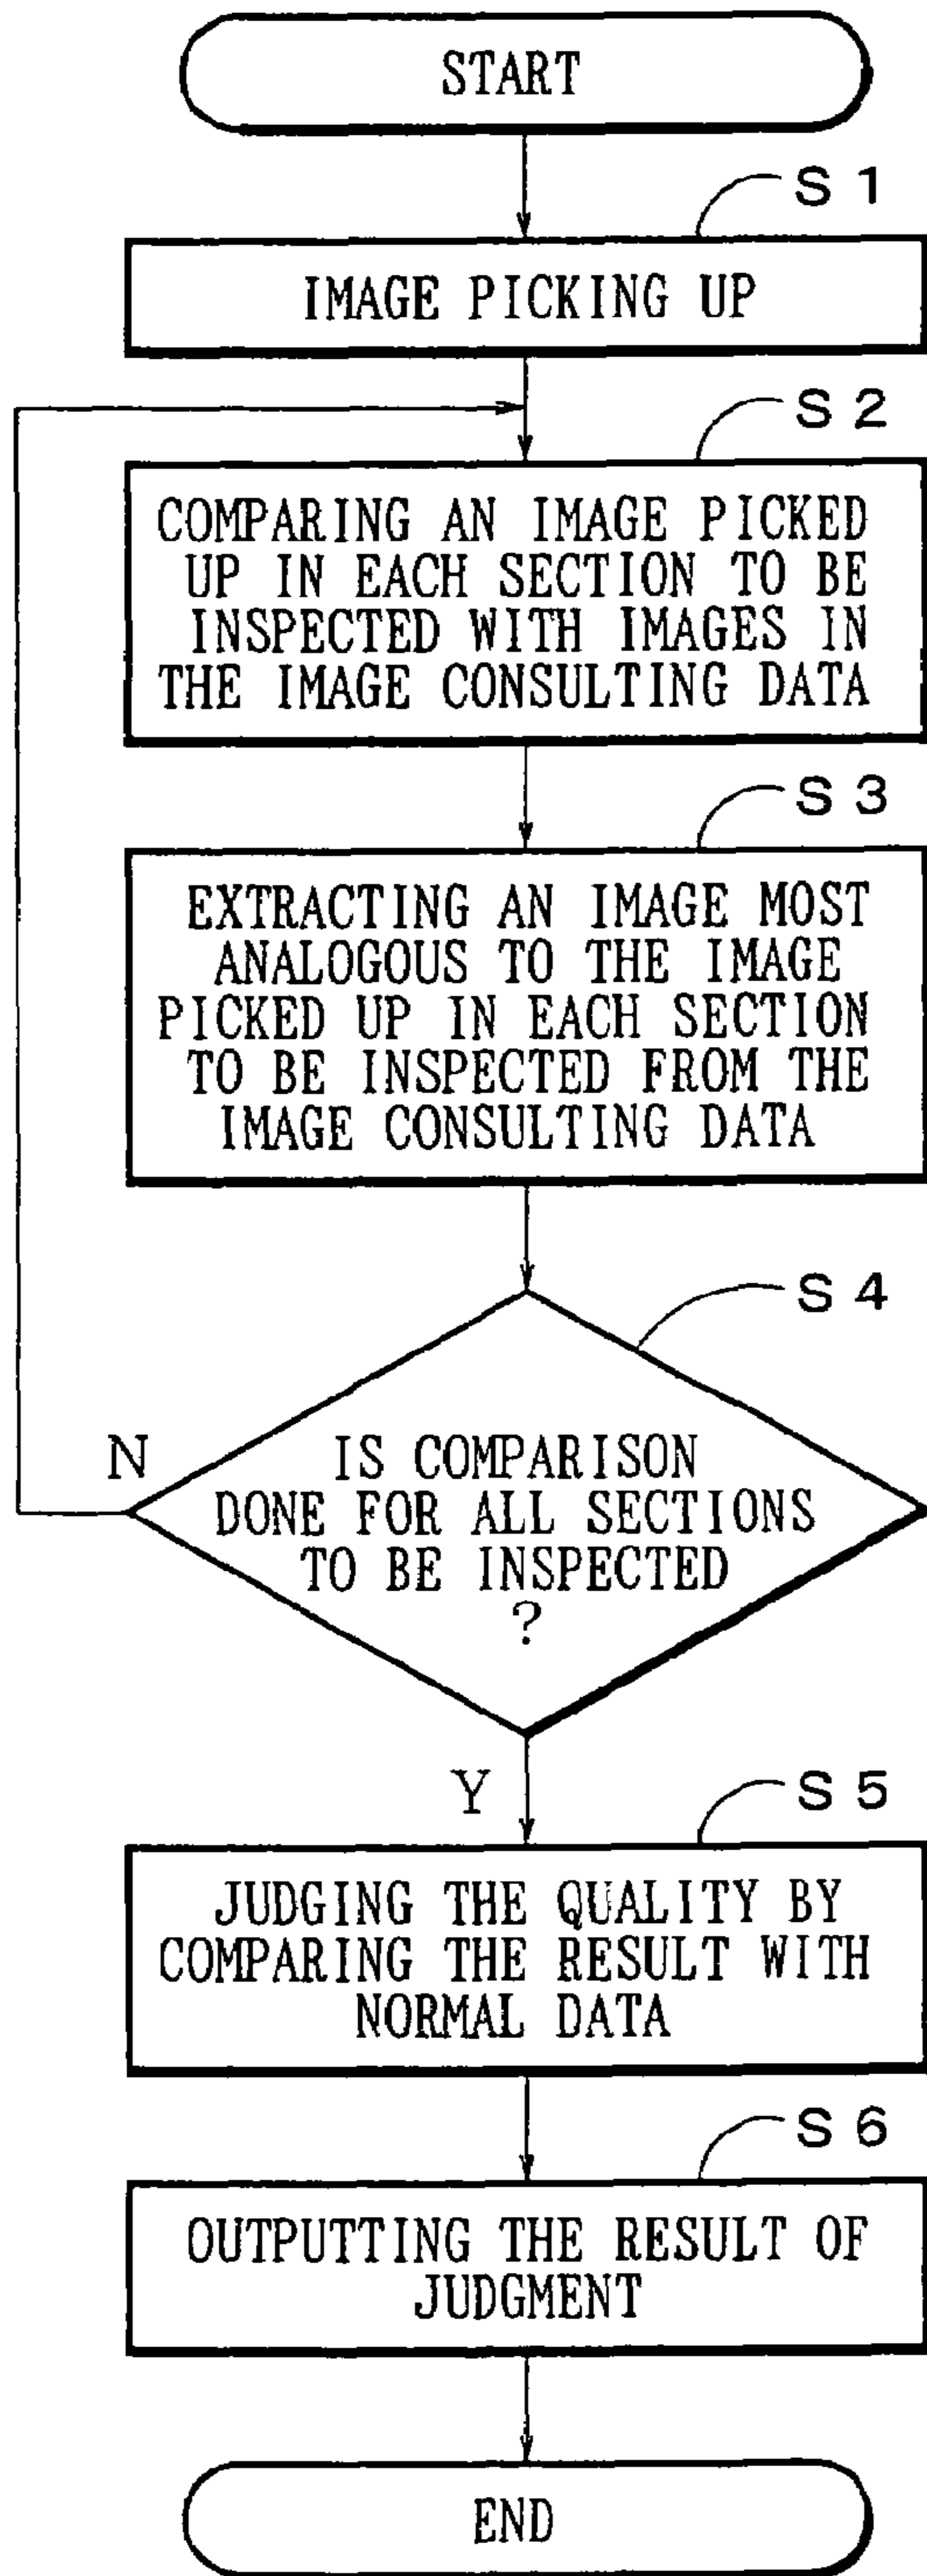 START
S1
IMAGE PICKING UP
S2
COMPARING AN IMAGE PICKED
UP IN EACH SECTION TO BE
INSPECTED WITH IMAGES IN
THE IMAGE CONSULTING DATA
S3
EXTRACTING AN IMAGE MOST
ANALOGOUS TO THE IMAGE
PICKED UP IN EACH SECTION
TO BE INSPECTED FROM THE
IMAGE CONSULTING DATA
S4
N
IS COMPARISON
DONE FOR ALL SECTIONS
TO BE INSPECTED
?
Y
S5
JUDGING THE QUALITY BY
COMPARING THE RESULT WITH
NORMAL DATA
S6
OUTPUTTING THE RESULT OF
JUDGMENT
END